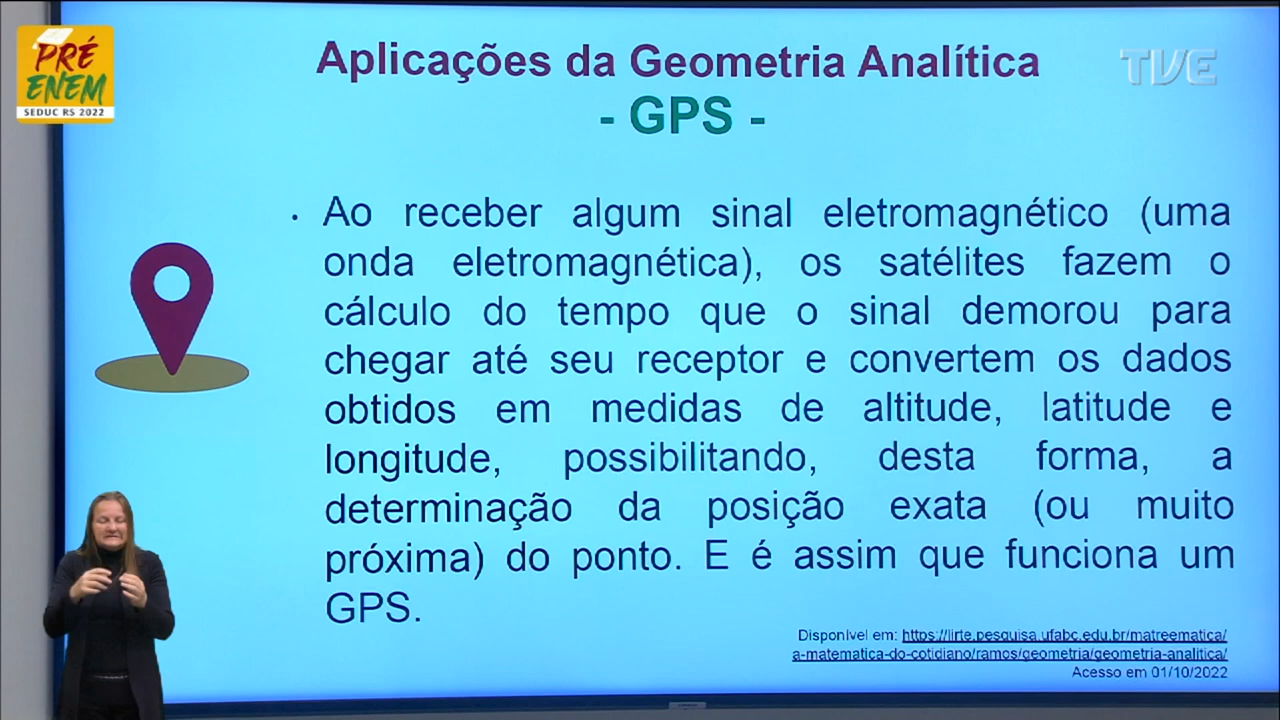 PRÉ
ENEM
SEDUC RS 2022
Aplicações da Geometria Analítica
TVE
- GPS -
• Ao receber algum sinal eletromagnético (uma
onda eletromagnética), os satélites fazem o
cálculo do tempo que o sinal demorou para
chegar até seu receptor e convertem os dados
obtidos em medidas de altitude, latitude e
longitude, possibilitando, desta forma, a
determinação da posição exata (ou muito
próxima) do ponto. E é assim que funciona um
GPS.
Disponível em: https://lirte.pesquisa.ufabc.edu.br/matreematica/
a-matematica-do-cotidiano/ramos/geometria/geometria-analitica/
Acesso em 01/10/2022